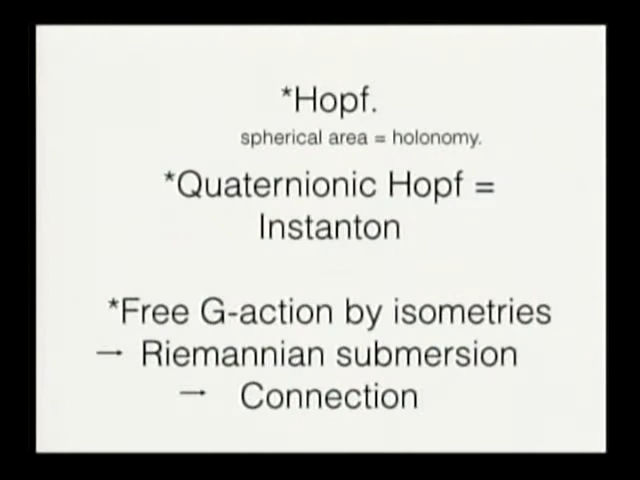 *Hopf.
spherical area = holonomy.
*Quaternionic Hopf =
Instanton
*Free G-action by isometries
→ Riemannian submersion
→ Connection